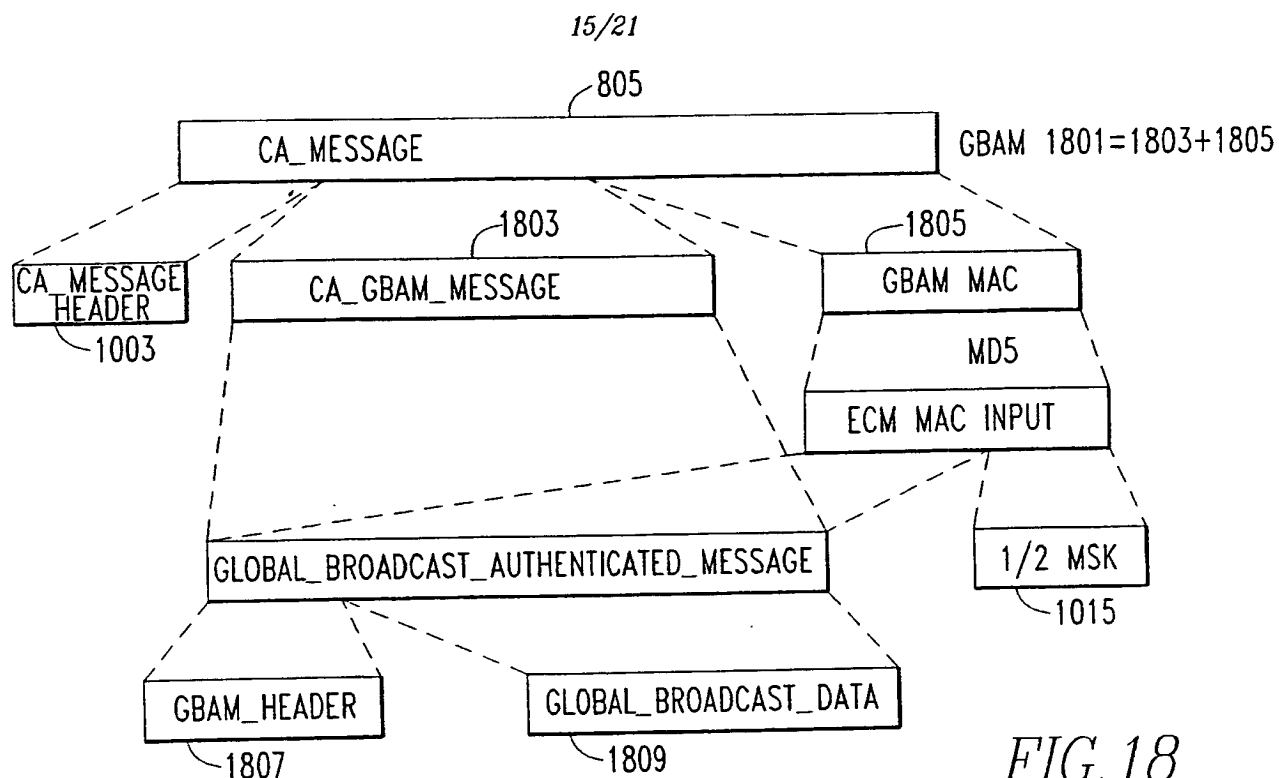 15/21
805
CA_MESSAGE
GBAM 1801=1803+1805
1803
1805
CA_MESSAGE
HEADER
CA_GBAM_MESSAGE
GBAM MAC
1003
MD5
ECM MAC INPUT
GLOBAL_BROADCAST_AUTHENTICATED_MESSAGE
1/2 MSK
1015
GBAM_HEADER
GLOBAL_BROADCAST_DATA
1807
1809
FIG. 18